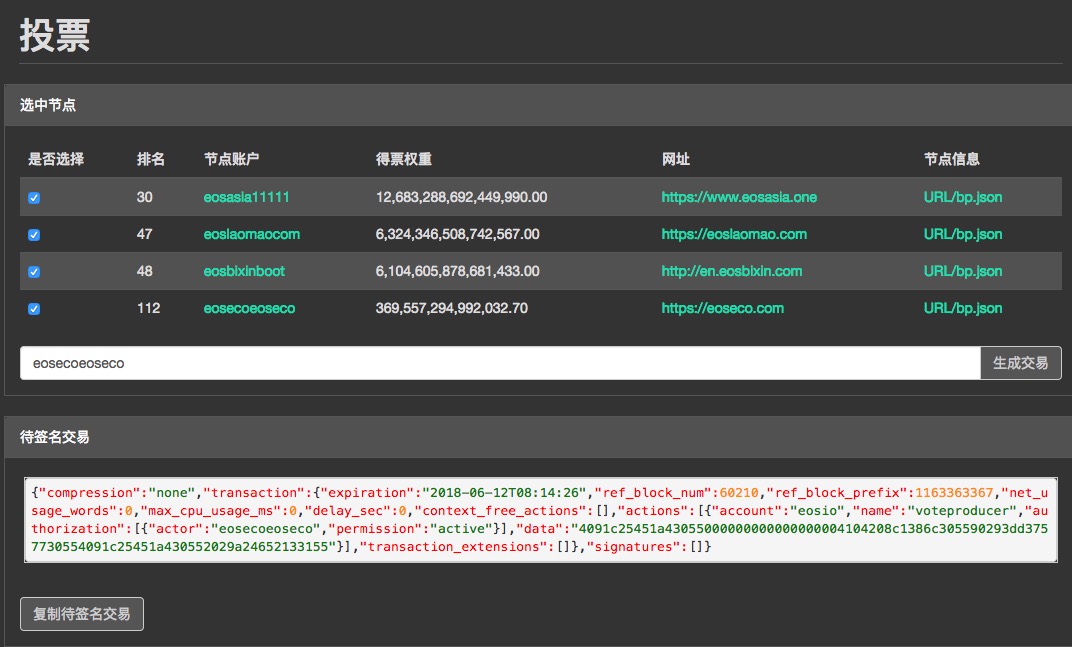 投票
选中节点
是否选择 排名 节点账户 得票权重 网址 节点信息
30 eosasia11111 12,683,288,692,449,990.00 https://www.eosasia.one URL/bp.json
47 eoslaomaocom 6,324,346,508,742,567.00 https://eoslaomao.com URL/bp.json
48 eosbixinboot 6,104,605,878,681,433.00 http://en.eosbixin.com URL/bp.json
112 eosecoeoseco 369,557,294,992,032.70 https://eoseco.com URL/bp.json
eosecoeoseco 生成交易
待签名交易
{"compression":"none","transaction":{"expiration":"2018-06-12T08:14:26","ref_block_num":60210,"ref_block_prefix":1163363367,"net_u
sage_words":0,"max_cpu_usage_ms":0,"delay_sec":0,"context_free_actions":[],"actions":[{"account":"eosio","name":"voteproducer","au
thorization":[{"actor":"eosecoeoseco","permission":"active"}],"data":"4091c25451a43055000000000000000004104208c1386c305590293dd375
7730554091c25451a430552029a24652133155"}],"transaction_extensions":[]},"signatures":[]}
复制待签名交易